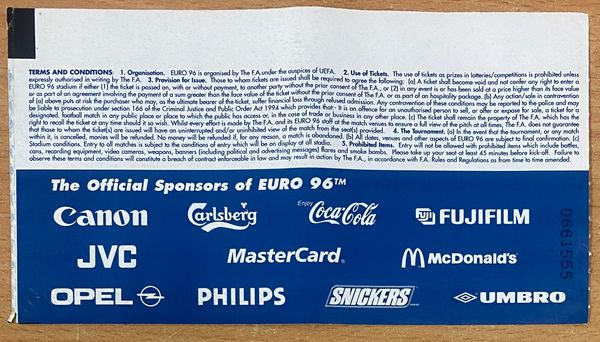 TERMS AND CONDITIONS: 1. Organisation. EURO 96 is organised by The F.A. under the auspices of UEFA. 2. Use of Tickets. The use of tickets as prizes in lotteries/competitions is prohibited unless
expressly authorised in writing by The F.A. 3. Provision for Issue. Those to whom tickets are issued shall be required to agree the following: (a) A ticket shall become void and not confer any right to enter a
EURO 96 stadium if either (1) the ticket is passed on, with or without payment, to another party without the prior consent of The F.A., or (2) in any event is or has been sold at a price higher than its face value
or as part of an agreement involving the payment of a sum greater than the face value of the ticket without the prior consent of The F.A., or as part of a hospitality package. (b) Any action/sale in contravention
of (a) above puts at risk the purchaser who may, as the ultimate bearer of the ticket, suffer financial loss through refused admission. Any contravention of these conditions may be reported to the police and may
be liable to prosecution under section 166 of the Criminal Justice and Public Order Act 1994 which provides that:- It is an offence for an unauthorised person to sell, or offer or expose for sale, a ticket for a
designated football match in any public place or place to which the public has access or, in the case of trade or business in any other place. (c) The ticket shall remain the property of The F.A. which has the
right to recall the ticket at any time should it so wish. Whilst every effort is made by The F.A. and its EURO 96 staff at the match venues to ensure a full view of the pitch at all times, The F.A. does not guarantee
that those to whom the ticket(s) are issued will have an uninterrupted and/or uninhibited view of the match from the seat(s) provided. 4. The Tournament. (a) In the event that the tournament, or any match
within it, is cancelled, monies will be refunded. No money will be refunded if, for any reason, a match is abandoned. (b) All dates, venues and other aspects of EURO 96 are subject to final confirmation. (c)
Stadium conditions. Entry to all matches is subject to the conditions of entry which will be on display at all stadia. 5. Prohibited Items. Entry will not be allowed with prohibited items which include bottles,
cans, recording equipment, video cameras, weapons, banners (including political and advertising messages) flares and smoke bombs. Please take up your seat at least 45 minutes before kick-off. Failure to
observe these terms and conditions will constitute a breach of contract enforceable in law and may result in action by The F.A., in accordance with F.A. Rules and Regulations as from time to time amended.
The Official Sponsors of EURO 96™
Canon Carlsberg Enjoy Coca-Cola FUJI FUJIFILM
JVC MasterCard McDonald's
OPEL PHILIPS SNICKERS UMBRO
0661555